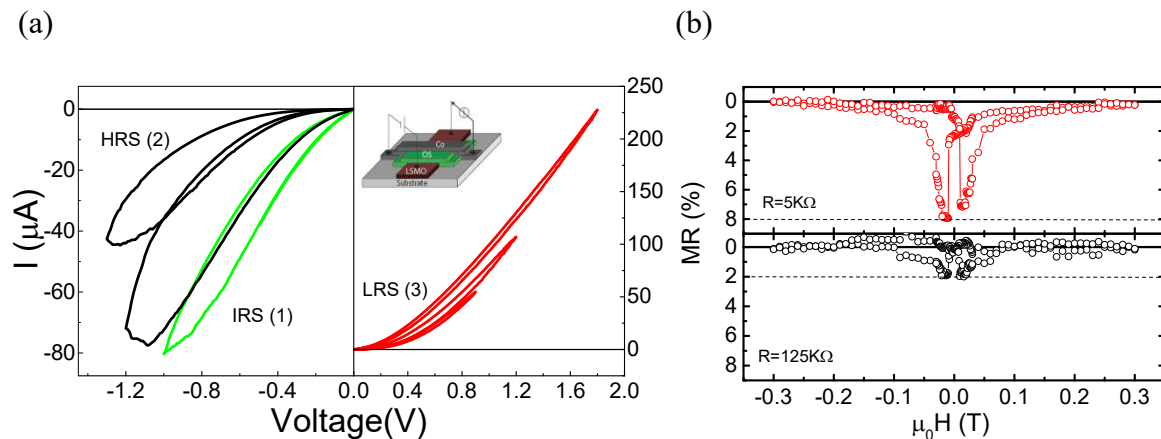 (a)
(b)
I (μA)
0
-20
-40
-60
-80
HRS (2)
IRS (1)
LRS (3)
Co
OS
LSMO
Substrate
250
200
150
100
50
0
-1.2 -0.8 -0.4 0.0 0.4 0.8 1.2 1.6 2.0
Voltage(V)
MR (%)
0
2
4
6
8
R=5KΩ
0
2
4
6
8
R=125KΩ
-0.3 -0.2 -0.1 0.0 0.1 0.2 0.3
μ0H (T)